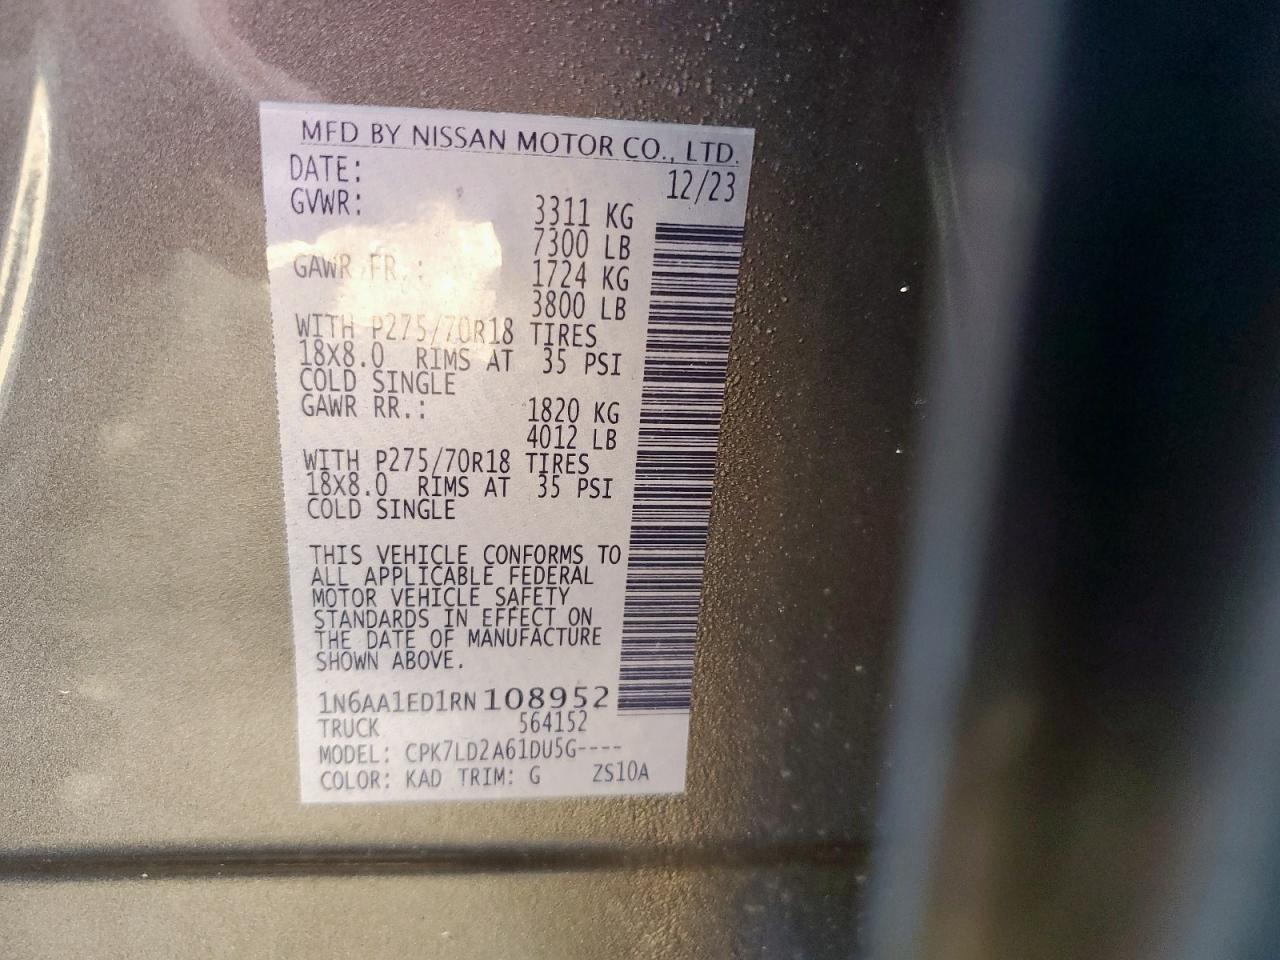 MFD BY NISSAN MOTOR CO., LTD.
DATE: 12/23
GVWR: 3311 KG
7300 LB
GAWR FR.: 1724 KG
3800 LB
WITH P275/70R18 TIRES
18X8.0 RIMS AT 35 PSI
COLD SINGLE
GAWR RR.: 1820 KG
4012 LB
WITH P275/70R18 TIRES
18X8.0 RIMS AT 35 PSI
COLD SINGLE
THIS VEHICLE CONFORMS TO
ALL APPLICABLE FEDERAL
MOTOR VEHICLE SAFETY
STANDARDS IN EFFECT ON
THE DATE OF MANUFACTURE
SHOWN ABOVE.
1N6AA1ED1RN108952
TRUCK 564152
MODEL: CPK7LD2A61DU5G----
COLOR: KAD TRIM: G ZS10A